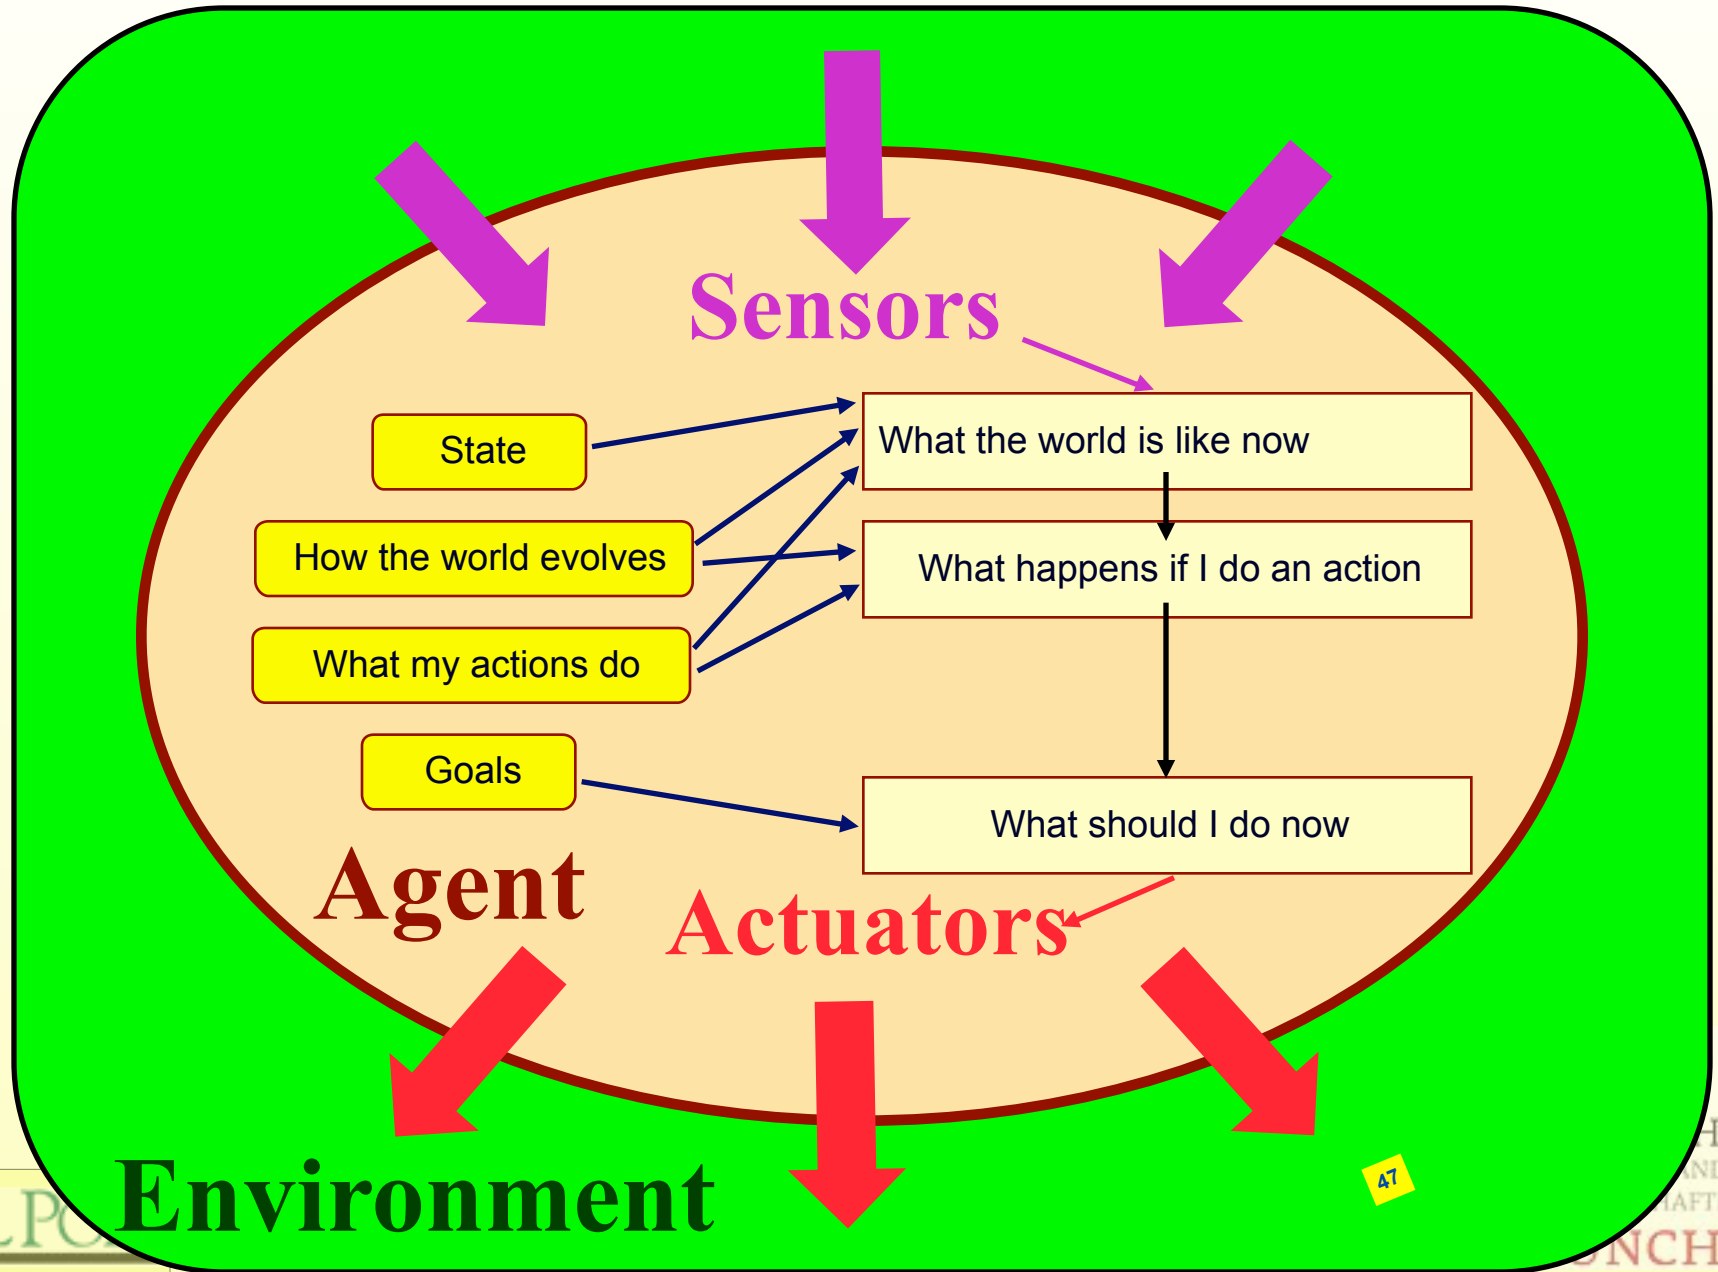 Sensors
State
What the world is like now
How the world evolves
What happens if I do an action
What my actions do
Goals
What should I do now
Agent
Actuators
Environment
47